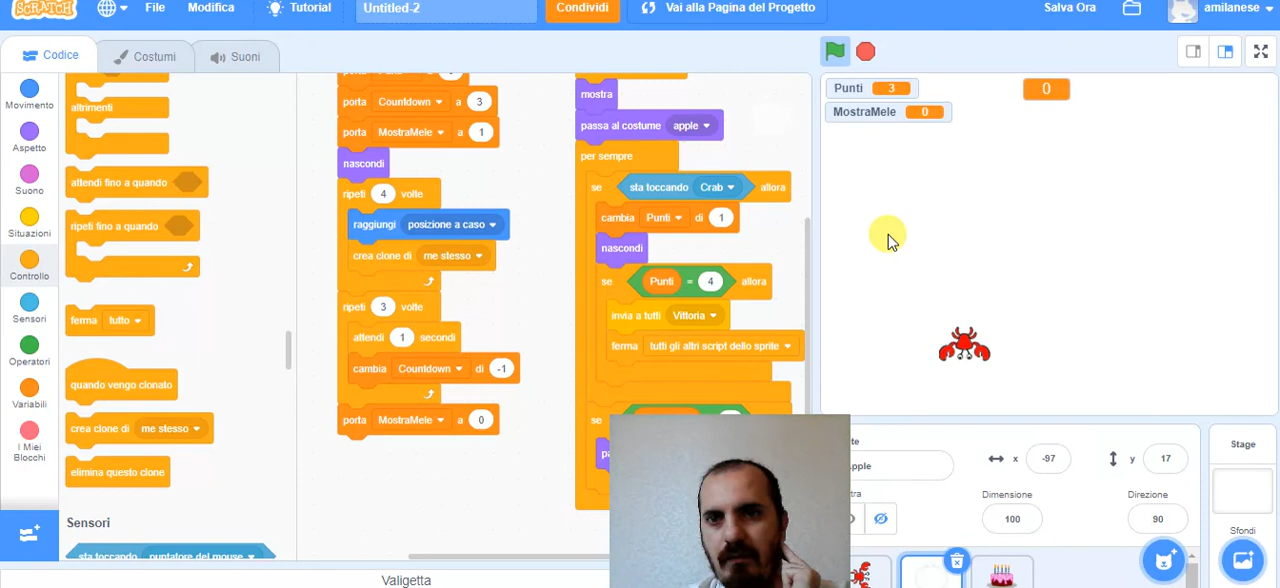 SCRATCH
File
Modifica
Tutorial
Untitled-2
Condividi
Vai alla Pagina del Progetto
Salva Ora
amilanese
Codice
Costumi
Suoni
Movimento
Aspetto
Suono
Situazioni
Controllo
Sensori
Operatori
Variabili
I Miei
Blocchi
altrimenti
attendi fino a quando
ripeti fino a quando
ferma tutto
quando vengo clonato
crea clone di me stesso
elimina questo clone
Sensori
sta toccando puntatore del mouse
porta Countdown a 3
porta MostraMele a 1
nascondi
ripeti 4 volte
raggiungi posizione a caso
crea clone di me stesso
ripeti 3 volte
attendi 1 secondi
cambia Countdown di -1
porta MostraMele a 0
mostra
passa al costume apple
per sempre
se sta toccando Crab allora
cambia Punti di 1
nascondi
se Punti = 4 allora
invia a tutti Vittoria
ferma tutti gli altri script dello sprite
se
Punti 3
MostraMele 0
0
Apple
x -97
y 17
Dimensione
100
Direzione
90
Stage
Sfondi
Valigetta